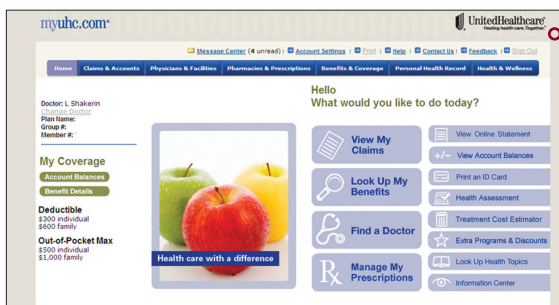 myuhc.com®
UnitedHealthcare
Healing health care. Together.™
Message Center (4 unread) | Account Settings | Print | Help | Contact Us | Feedback | Sign Out
Home Claims & Accounts Physicians & Facilities Pharmacies & Prescriptions Benefits & Coverage Personal Health Record Health & Wellness
Hello
What would you like to do today?
Doctor: L Shakerin
Change Doctor
Plan Name:
Group #:
Member #:
My Coverage
Account Balances
Benefit Details
Deductible
$300 individual
$600 family
Out-of-Pocket Max
$500 individual
$1,000 family
Health care with a difference
View My
Claims
Look Up My
Benefits
Find a Doctor
Rx
Manage My
Prescriptions
View Online Statement
+/- View Account Balances
Print an ID Card
Health Assessment
Treatment Cost Estimator
Extra Programs & Discounts
Look Up Health Topics
Information Center